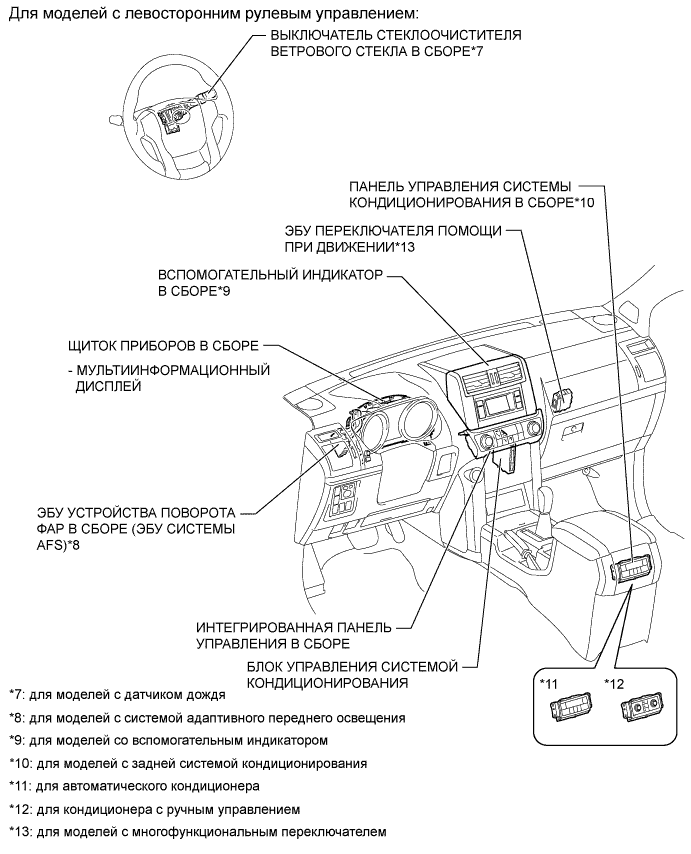 Для моделей с левосторонним рулевым управлением:
ВЫКЛЮЧАТЕЛЬ СТЕКЛООЧИСТИТЕЛЯ
ВЕТРОВОГО СТЕКЛА В СБОРЕ*7
ПАНЕЛЬ УПРАВЛЕНИЯ СИСТЕМЫ
КОНДИЦИОНИРОВАНИЯ В СБОРЕ*10
ЭБУ ПЕРЕКЛЮЧАТЕЛЯ ПОМОЩИ
ПРИ ДВИЖЕНИИ*13
ВСПОМОГАТЕЛЬНЫЙ ИНДИКАТОР
В СБОРЕ*9
ЩИТОК ПРИБОРОВ В СБОРЕ
- МУЛЬТИИНФОРМАЦИОННЫЙ
ДИСПЛЕЙ
ЭБУ УСТРОЙСТВА ПОВОРОТА
ФАР В СБОРЕ (ЭБУ СИСТЕМЫ
AFS)*8
ИНТЕГРИРОВАННАЯ ПАНЕЛЬ
УПРАВЛЕНИЯ В СБОРЕ
БЛОК УПРАВЛЕНИЯ СИСТЕМОЙ
КОНДИЦИОНИРОВАНИЯ
*11
*12
*7: для моделей с датчиком дождя
*8: для моделей с системой адаптивного переднего освещения
*9: для моделей со вспомогательным индикатором
*10: для моделей с задней системой кондиционирования
*11: для автоматического кондиционера
*12: для кондиционера с ручным управлением
*13: для моделей с многофункциональным переключателем